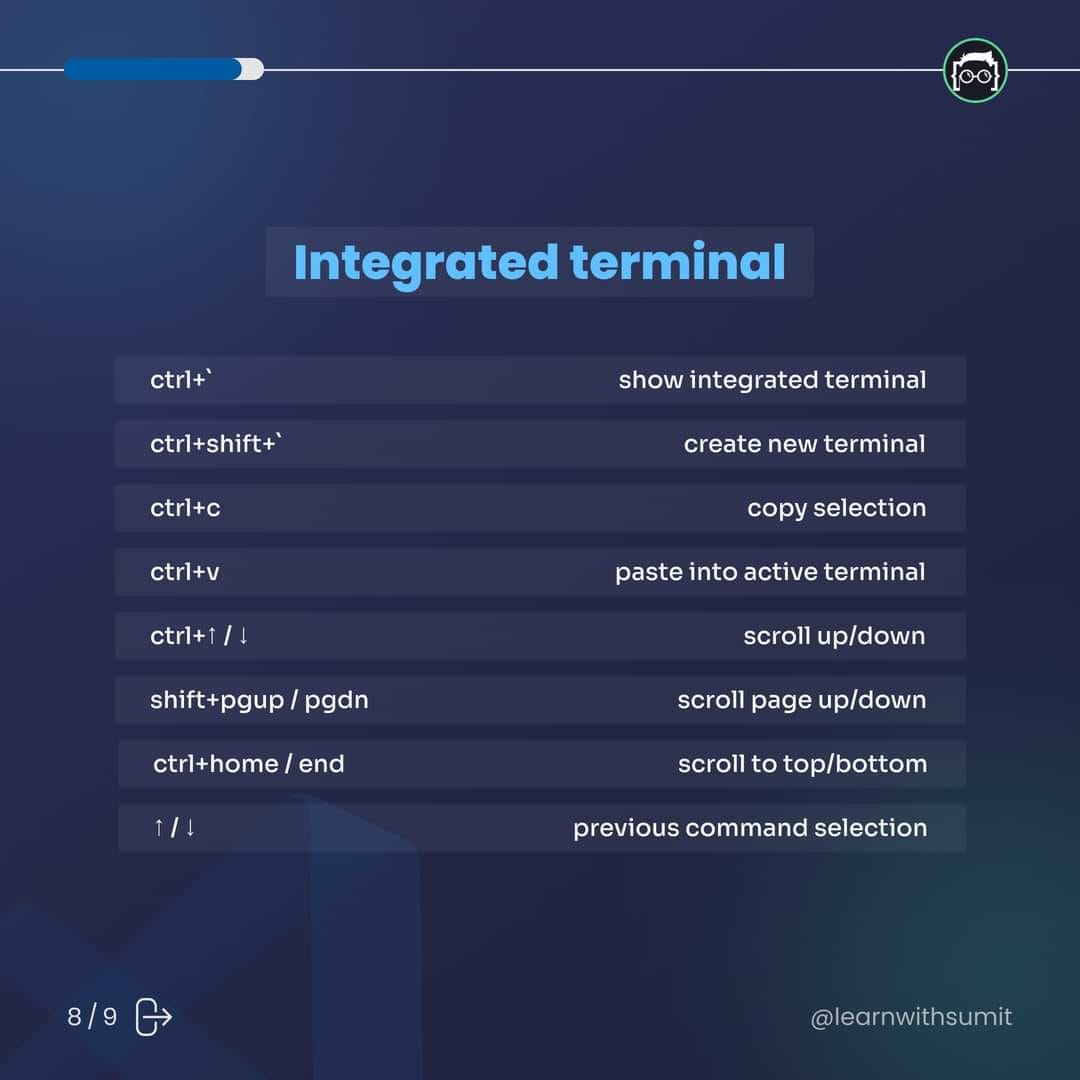 Integrated terminal
ctrl+` show integrated terminal
ctrl+shift+` create new terminal
ctrl+c copy selection
ctrl+v paste into active terminal
ctrl+↑ / ↓ scroll up/down
shift+pgup / pgdn scroll page up/down
ctrl+home / end scroll to top/bottom
↑ / ↓ previous command selection
8 / 9 @learnwithsumit